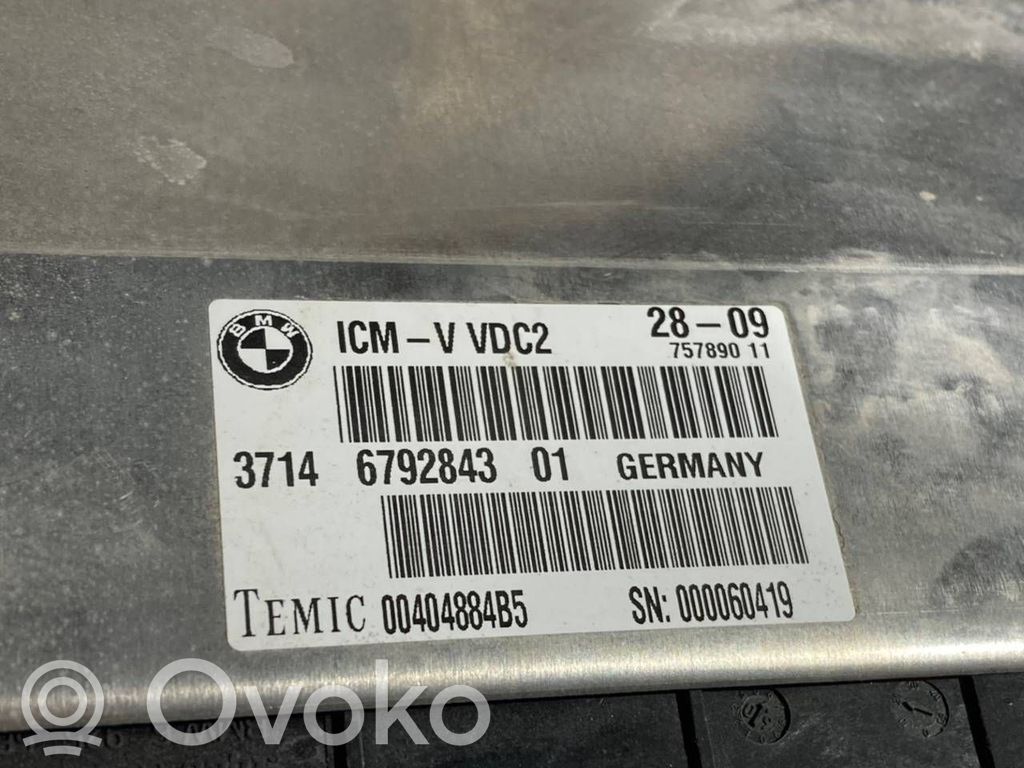 BMW
ICM – V VDC2
28 – 09
757890 11
3714 6792843 01 GERMANY
TEMIC 00404884B5 SN: 000060419
Ovoko